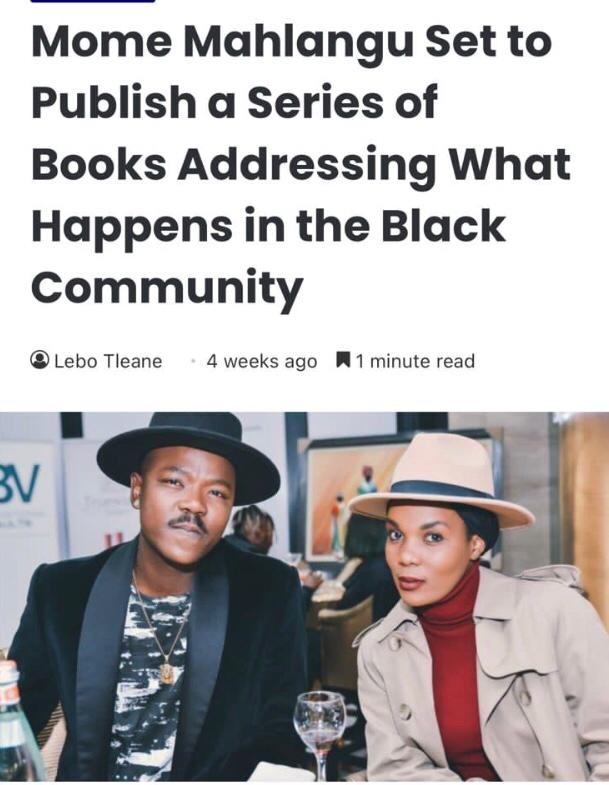 Mome Mahlangu Set to
Publish a Series of
Books Addressing What
Happens in the Black
Community
Lebo Tleane · 4 weeks ago 1 minute read
BV